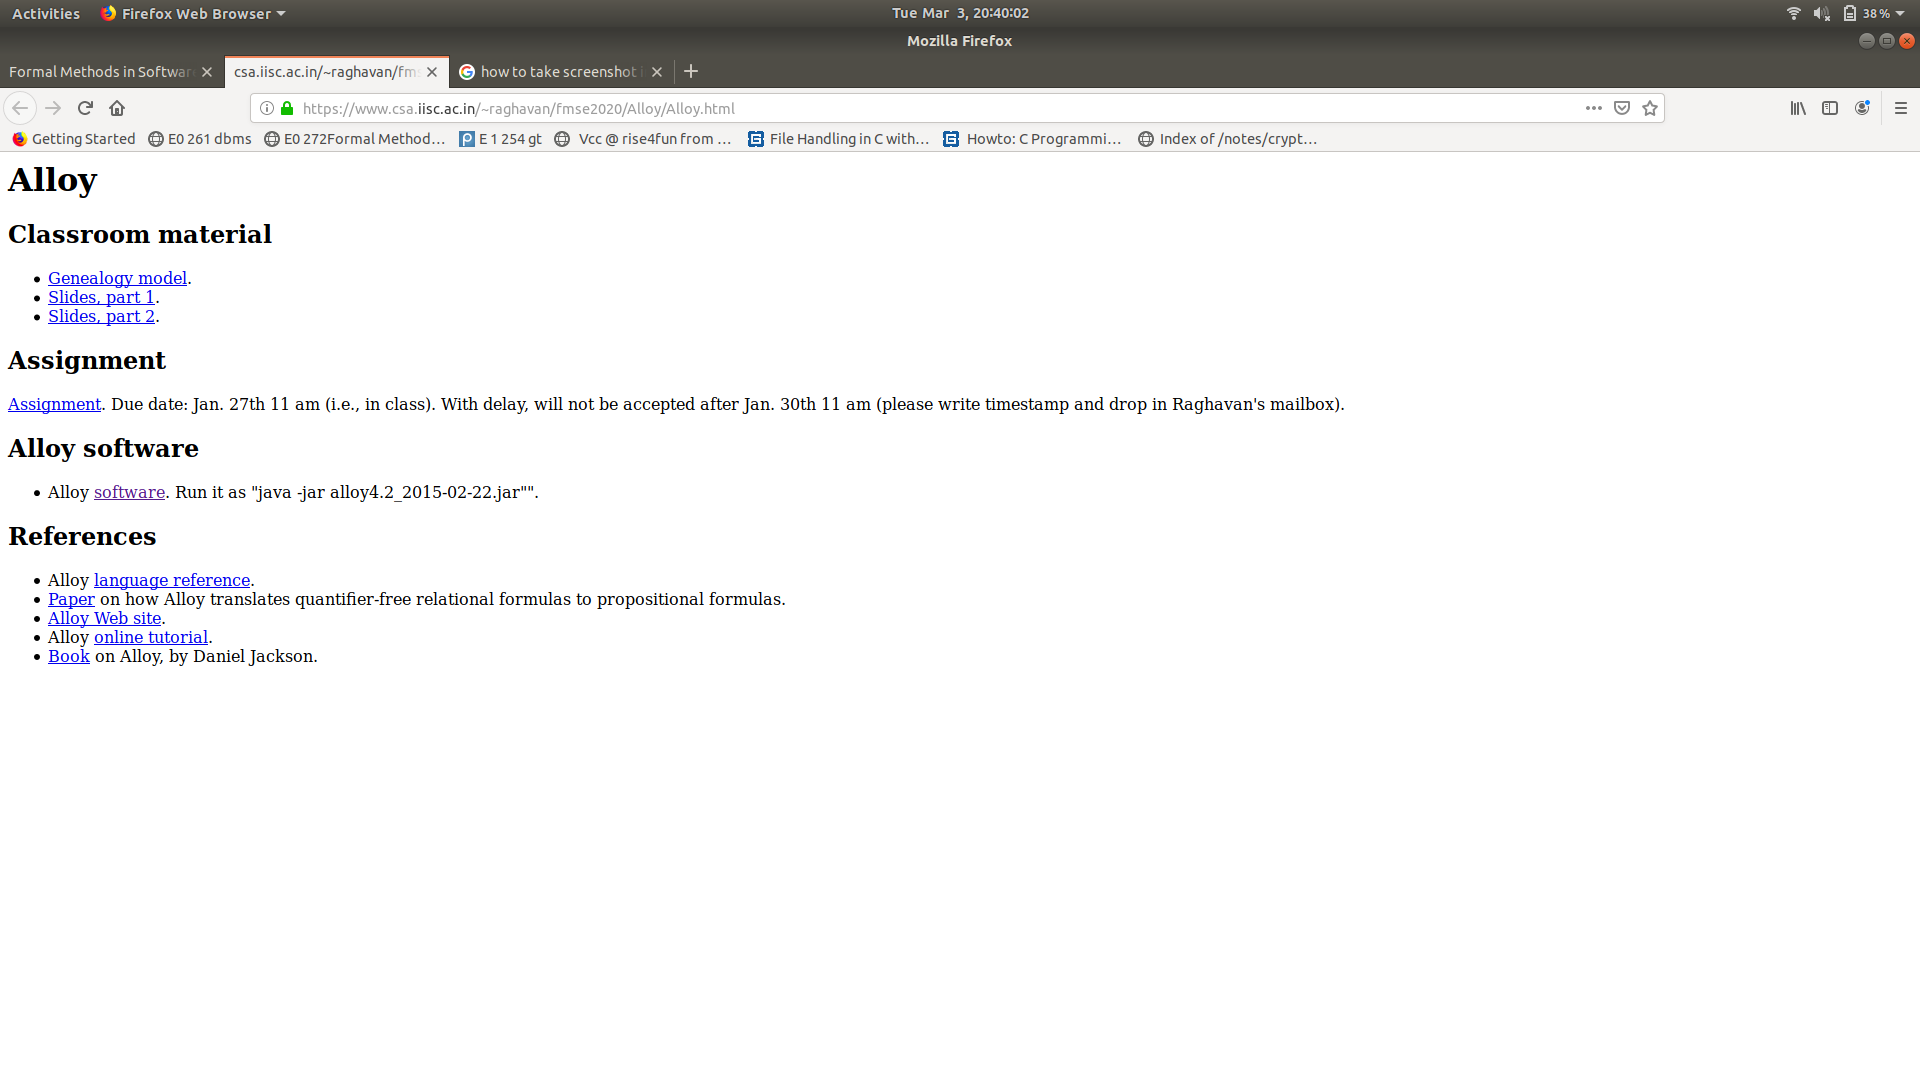 Activities Firefox Web Browser Tue Mar 3, 20:40:02 38 %
Mozilla Firefox
Formal Methods in Softwar csa.iisc.ac.in/~raghavan/fms how to take screenshot
https://www.csa.iisc.ac.in/~raghavan/fmse2020/Alloy/Alloy.html
Getting Started E0 261 dbms E0 272Formal Method… E 1 254 gt Vcc @ rise4fun from … File Handling in C with… Howto: C Programmi… Index of /notes/crypt…
Alloy
Classroom material
• Genealogy model.
• Slides, part 1.
• Slides, part 2.
Assignment
Assignment. Due date: Jan. 27th 11 am (i.e., in class). With delay, will not be accepted after Jan. 30th 11 am (please write timestamp and drop in Raghavan's mailbox).
Alloy software
• Alloy software. Run it as "java -jar alloy4.2_2015-02-22.jar"".
References
• Alloy language reference.
• Paper on how Alloy translates quantifier-free relational formulas to propositional formulas.
• Alloy Web site.
• Alloy online tutorial.
• Book on Alloy, by Daniel Jackson.